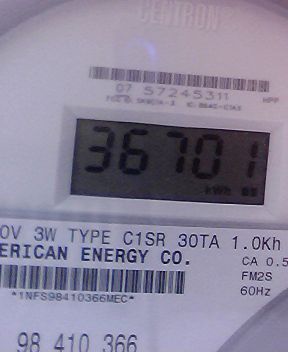 CENTRON
07 57245311
36701
kWh
0V 3W TYPE C1SR 30TA 1.0Kh
ERICAN ENERGY CO.
CA 0.5
FM2S
*1NFS98410366MEC*
60Hz
98 410 366